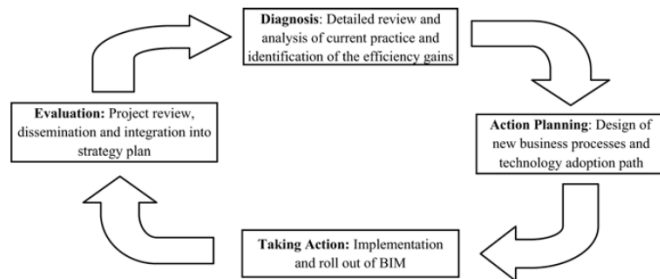 Diagnosis: Detailed review and
analysis of current practice and
identification of the efficiency gains
Evaluation: Project review,
dissemination and integration into
strategy plan
Action Planning: Design of
new business processes and
technology adoption path
Taking Action: Implementation
and roll out of BIM